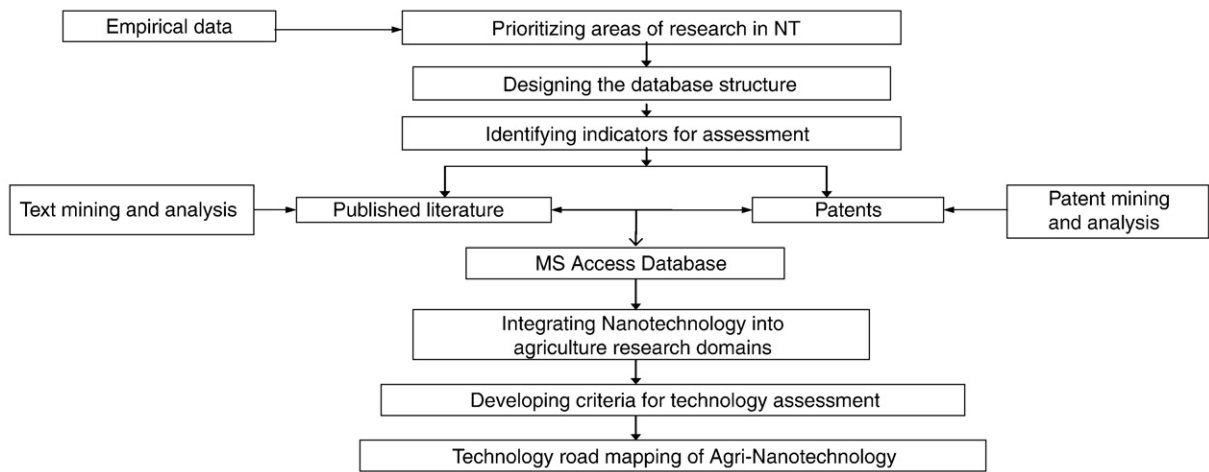 Empirical data
Prioritizing areas of research in NT
Designing the database structure
Identifying indicators for assessment
Text mining and analysis
Published literature
Patents
Patent mining
and analysis
MS Access Database
Integrating Nanotechnology into
agriculture research domains
Developing criteria for technology assessment
Technology road mapping of Agri-Nanotechnology